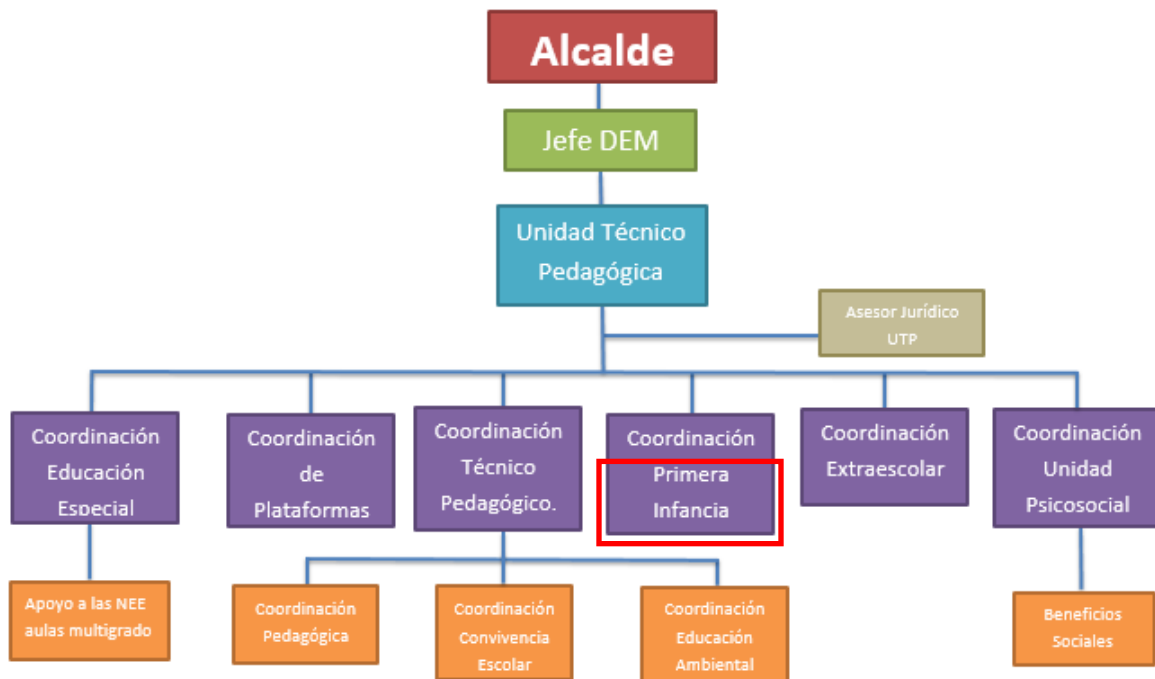 Alcalde
Jefe DEM
Unidad Técnico
Pedagógica
Asesor Jurídico
UTP
Coordinación
Educación
Especial
Coordinación
de
Plataformas
Coordinación
Técnico
Pedagógico.
Coordinación
Primera
Infancia
Coordinación
Extraescolar
Coordinación
Unidad
Psicosocial
Apoyo a las NEE
aulas multigrado
Coordinación
Pedagógica
Coordinación
Convivencia
Escolar
Coordinación
Educación
Ambiental
Beneficios
Sociales